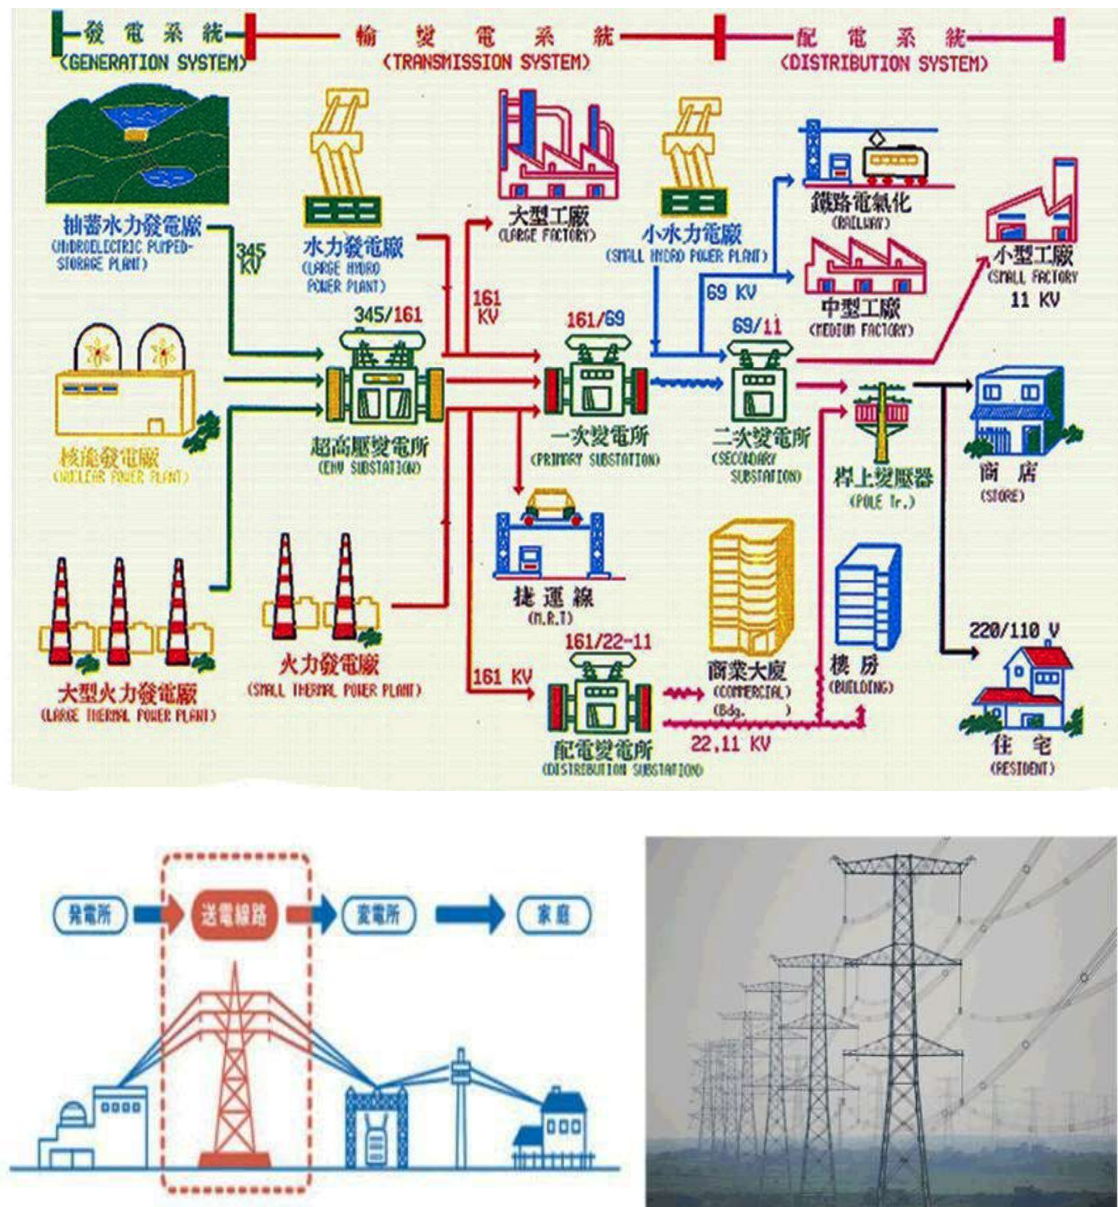 發電系統
(GENERATION SYSTEM)
輸變電系統
(TRANSMISSION SYSTEM)
配電系統
(DISTRIBUTION SYSTEM)
抽蓄水力發電廠
(HYDROELECTRIC PUMPED-
STORAGE PLANT)
345
KV
水力發電廠
(LARGE HYDRO
POWER PLANT)
大型工廠
(LARGE FACTORY)
小水力電廠
(SMALL HYDRO POWER PLANT)
鐵路電氣化
(RAILWAY)
小型工廠
(SMALL FACTORY
11 KV
中型工廠
(MEDIUM FACTORY)
161
KV
69 KV
345/161
161/69
69/11
核能發電廠
(NUCLEAR POWER PLANT)
超高壓變電所
(EHV SUBSTATION)
一次變電所
(PRIMARY SUBSTATION)
二次變電所
(SECONDARY
SUBSTATION)
桿上變壓器
(POLE Tr.)
商店
(STORE)
大型火力發電廠
(LARGE THERMAL POWER PLANT)
火力發電廠
(SMALL THERMAL POWER PLANT)
捷運線
(M.R.T)
161/22-11
161 KV
配電變電所
(DISTRIBUTION SUBSTATION)
商業大廈
(COMMERCIAL)
(Bdg. )
樓房
(BUILDING)
22,11 KV
220/110 V
住宅
(RESIDENT)
発電所
送電線路
変電所
家庭